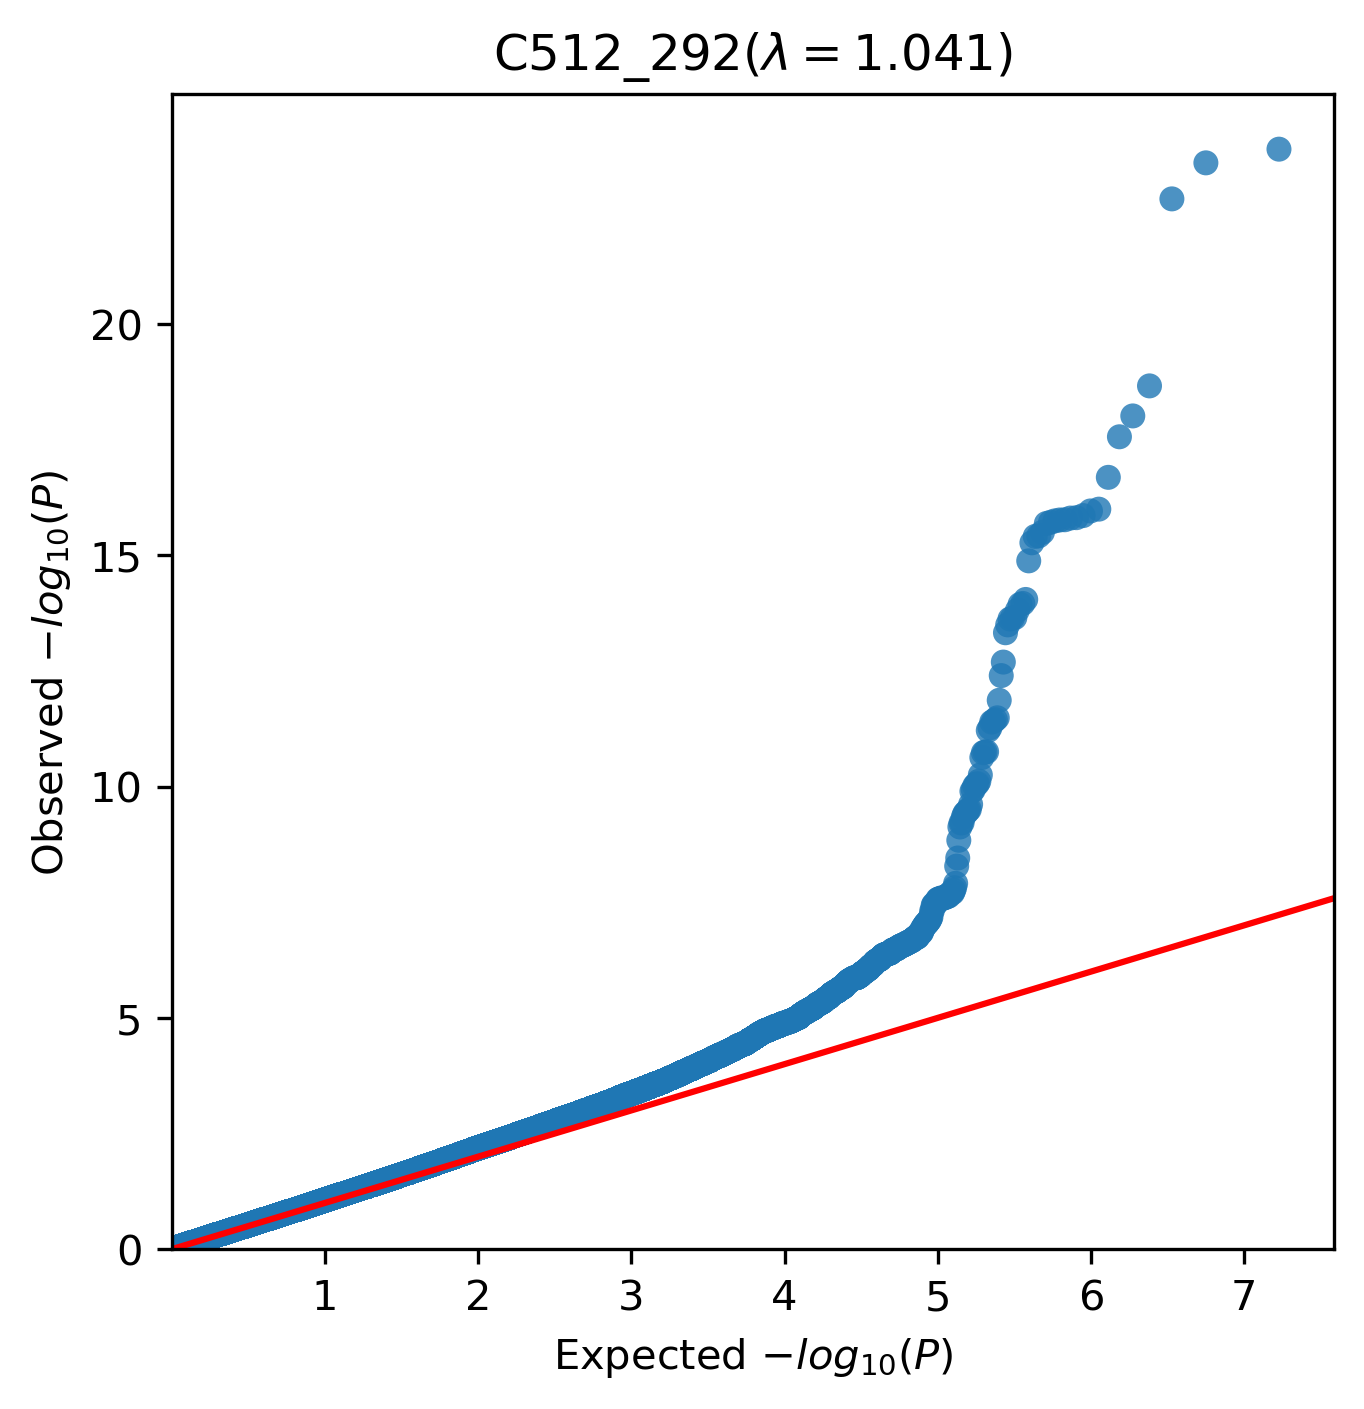 C512_292(λ = 1.041)
Observed −log₁₀(P)
20
15
10
5
0
1 2 3 4 5 6 7
Expected −log₁₀(P)